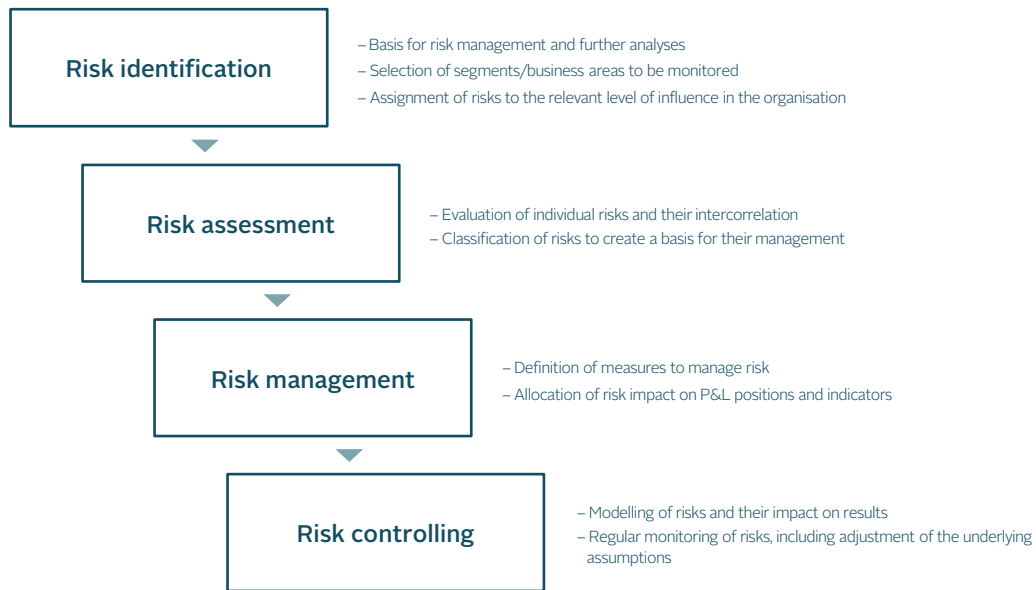 Risk identification
– Basis for risk management and further analyses
– Selection of segments/business areas to be monitored
– Assignment of risks to the relevant level of influence in the organisation
Risk assessment
– Evaluation of individual risks and their intercorrelation
– Classification of risks to create a basis for their management
Risk management
– Definition of measures to manage risk
– Allocation of risk impact on P&L positions and indicators
Risk controlling
– Modelling of risks and their impact on results
– Regular monitoring of risks, including adjustment of the underlying
assumptions